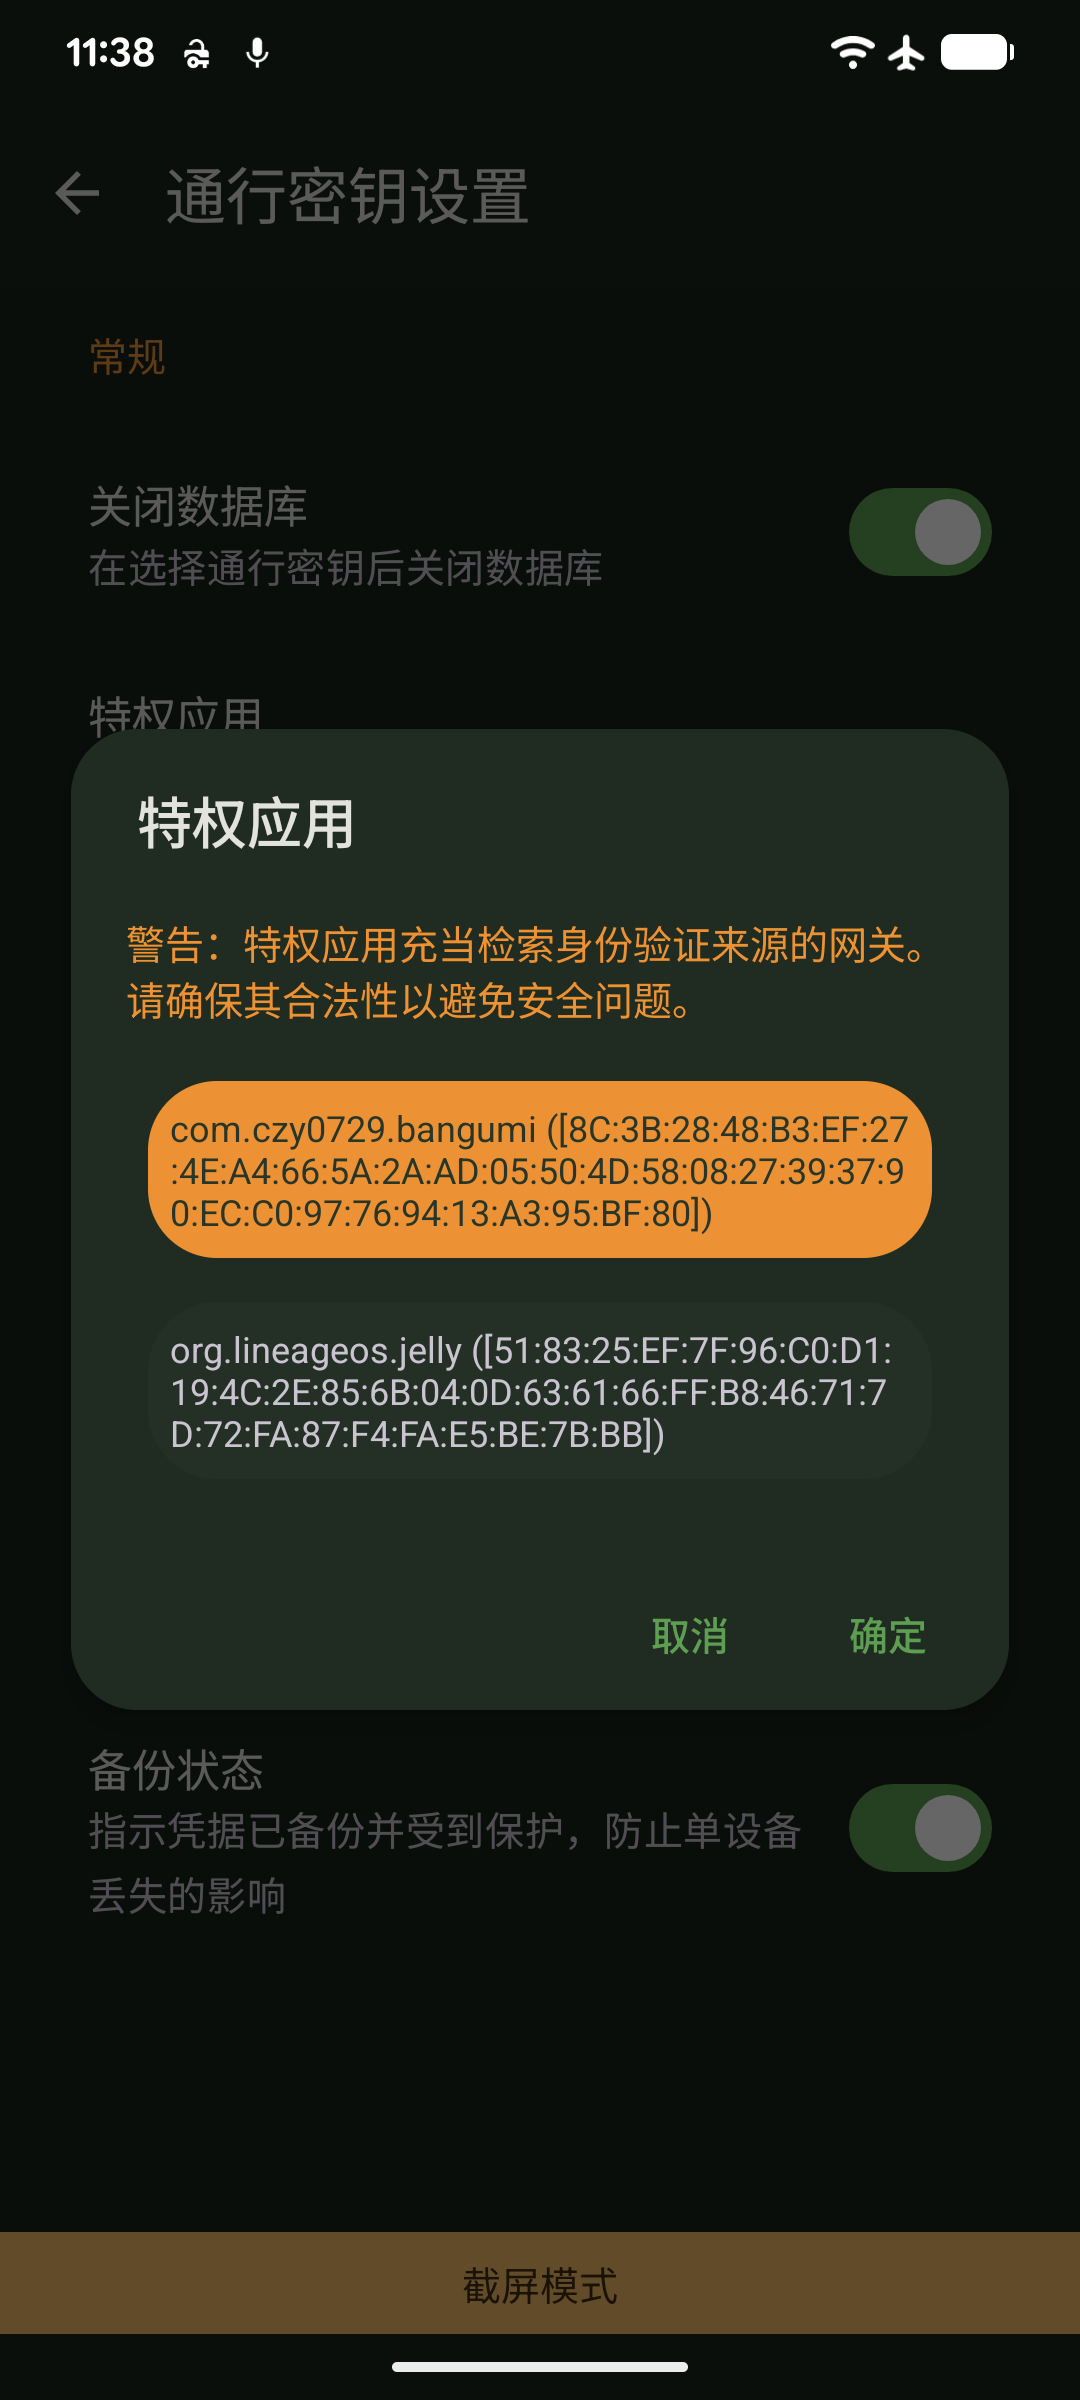 11:38
通行密钥设置
常规
关闭数据库
在选择通行密钥后关闭数据库
特权应用
特权应用
警告：特权应用充当检索身份验证来源的网关。
请确保其合法性以避免安全问题。
com.czy0729.bangumi ([8C:3B:28:48:B3:EF:27
:4E:A4:66:5A:2A:AD:05:50:4D:58:08:27:39:37:9
0:EC:C0:97:76:94:13:A3:95:BF:80])
org.lineageos.jelly ([51:83:25:EF:7F:96:C0:D1:
19:4C:2E:85:6B:04:0D:63:61:66:FF:B8:46:71:7
D:72:FA:87:F4:FA:E5:BE:7B:BB])
取消
确定
备份状态
指示凭据已备份并受到保护，防止单设备
丢失的影响
截屏模式